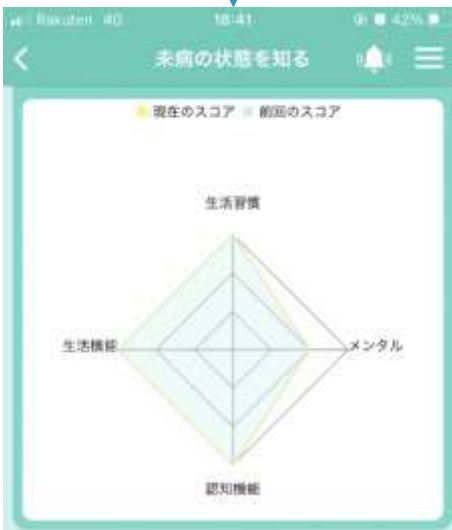 Rakuten 4G 18:41 42%
未病の状態を知る
現在のスコア 前回のスコア
生活習慣
生活機能 メンタル
認知機能